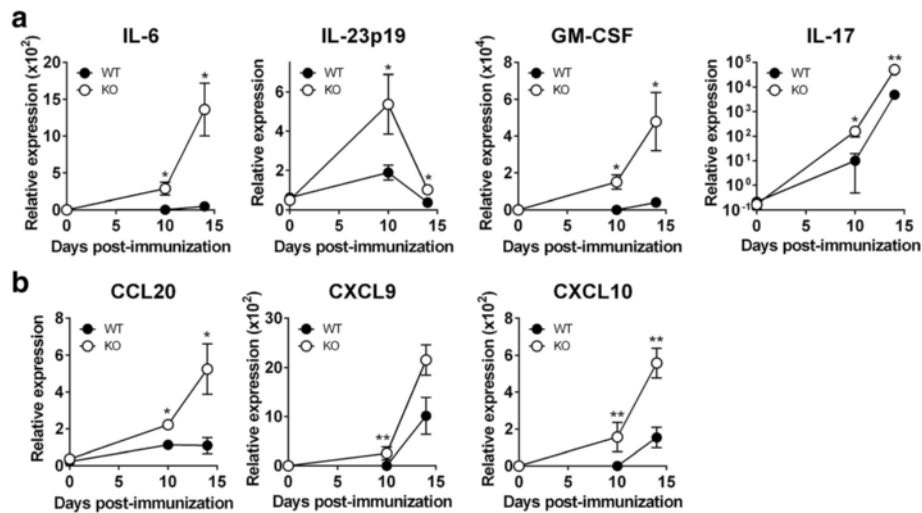 a
IL-6
Relative expression (x10²)
20
15
10
5
0
WT
KO
*
*
0 5 10 15
Days post-immunization
IL-23p19
Relative expression
6
4
2
0
WT
KO
*
*
0 5 10 15
Days post-immunization
GM-CSF
Relative expression (x10⁴)
8
6
4
2
0
WT
KO
*
*
0 5 10 15
Days post-immunization
IL-17
Relative expression
10⁵
10⁴
10³
10²
10¹
10⁰
10⁻¹
WT
KO
*
**
0 5 10 15
Days post-immunization
b
CCL20
Relative expression
8
6
4
2
0
WT
KO
*
*
0 5 10 15
Days post-immunization
CXCL9
Relative expression (x10²)
30
20
10
0
WT
KO
**
0 5 10 15
Days post-immunization
CXCL10
Relative expression (x10²)
8
6
4
2
0
WT
KO
**
**
0 5 10 15
Days post-immunization